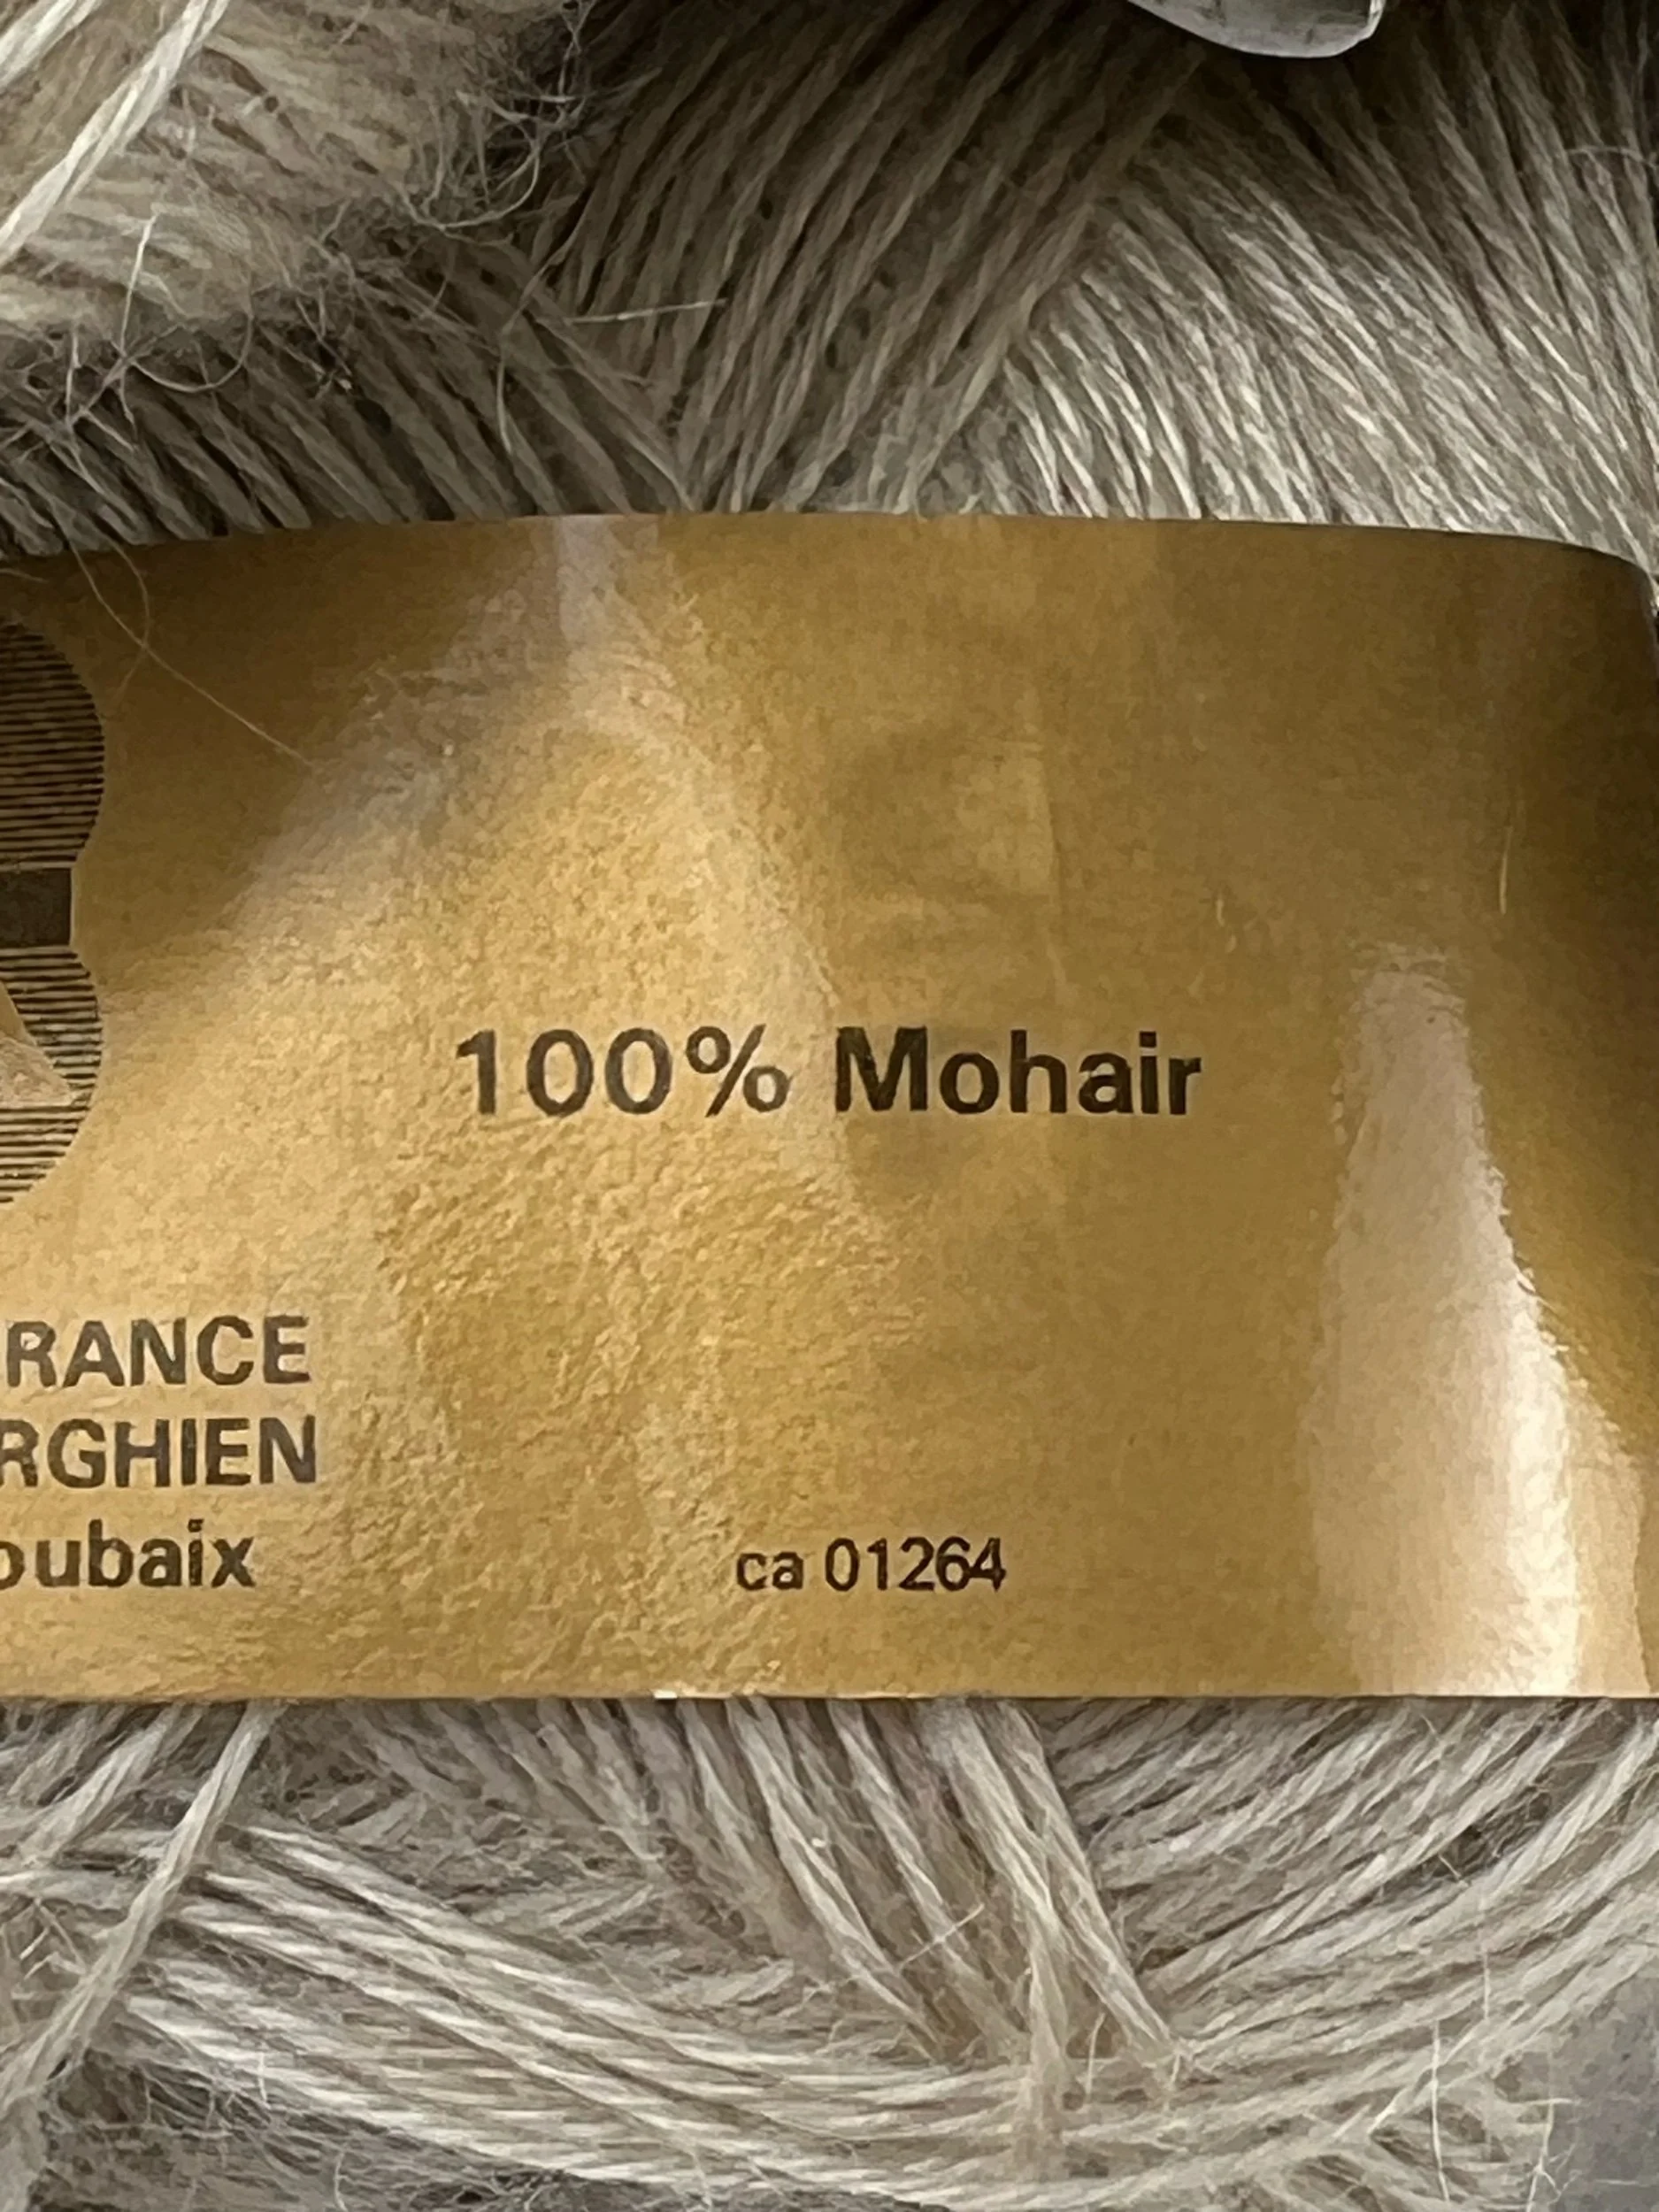 100% Mohair
RANCE
RGHIEN
oubaix
ca 01264